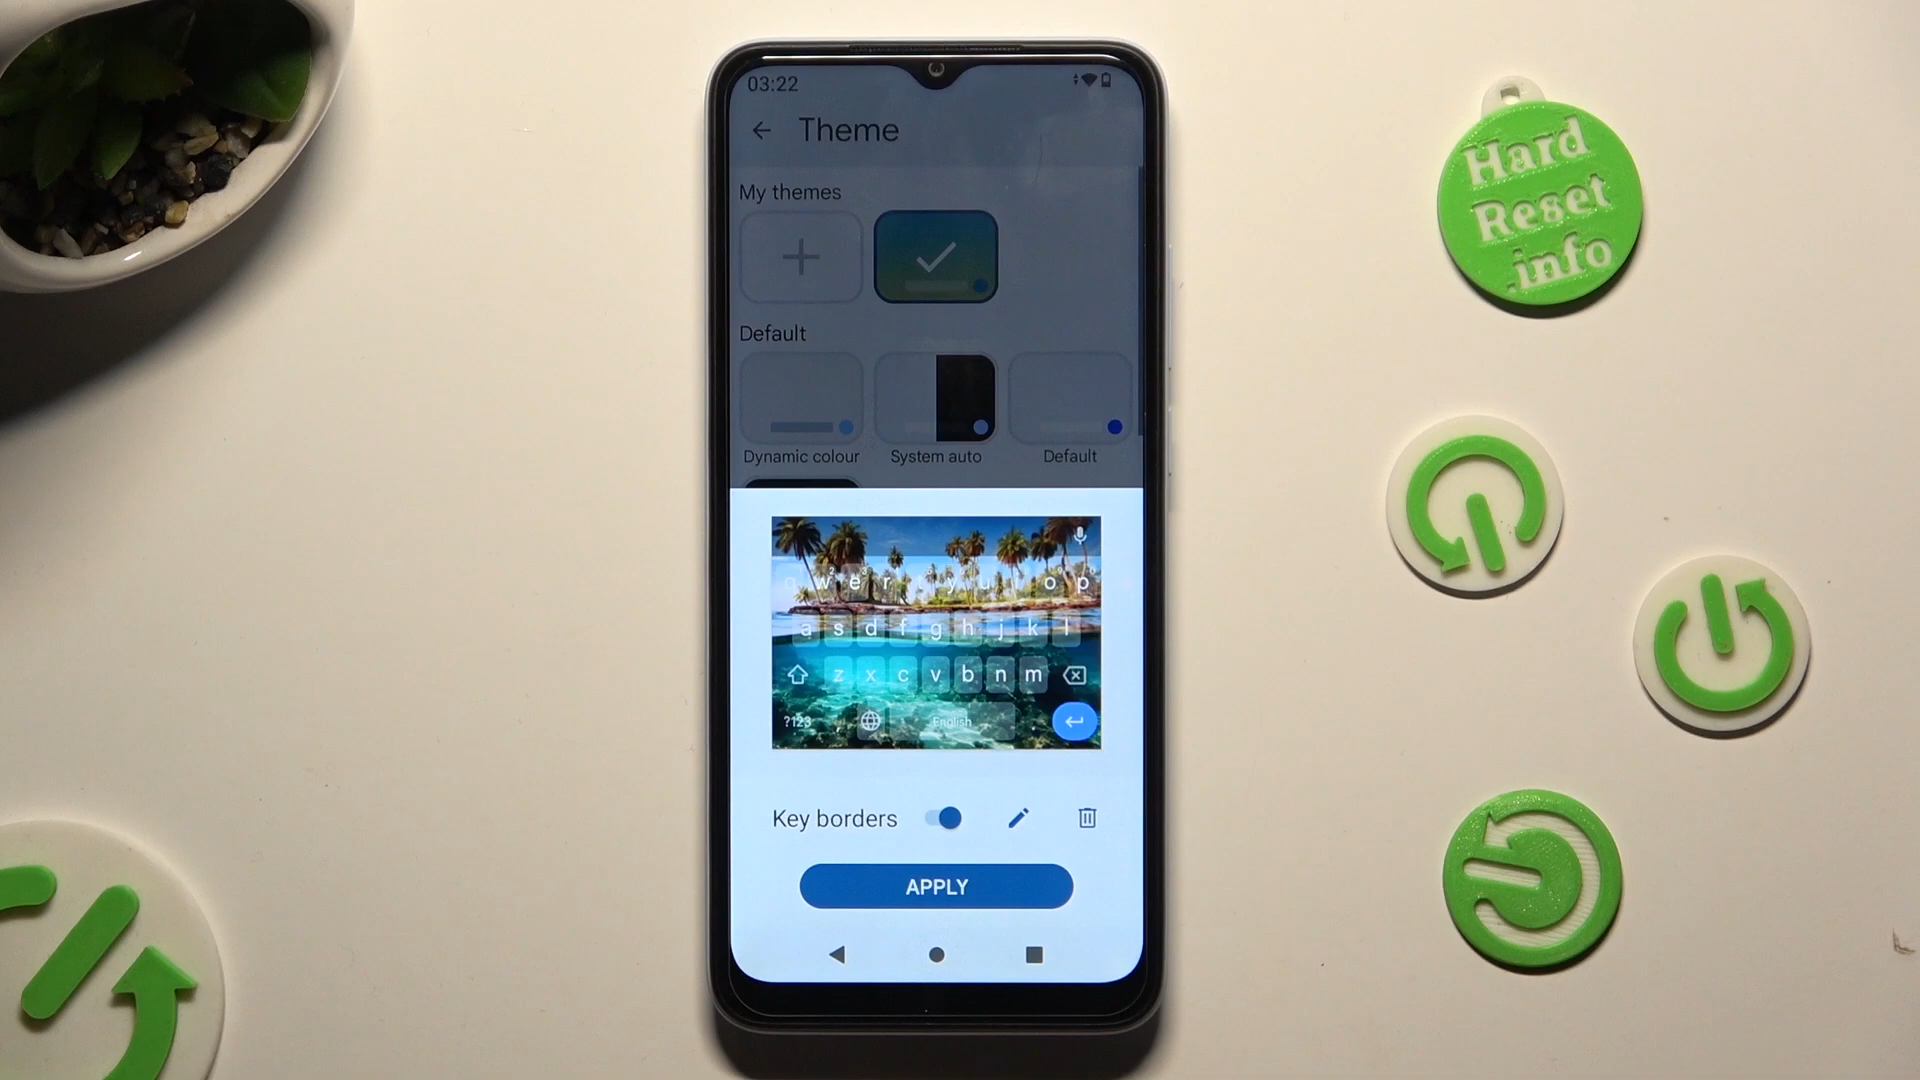 03:22
Theme
My themes
Default
Dynamic colour
System auto
Default
q w e r t y u i o p
a s d f g h j k l
z x c v b n m
?123
English
Key borders
APPLY
Hard
Reset
.info